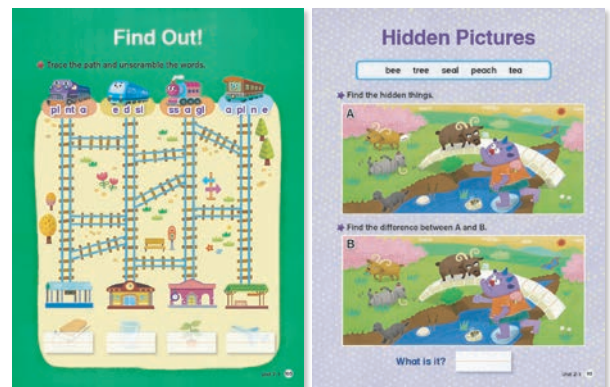 Find Out!
Trace the path and unscramble the words.
pl nt a
e d sl
ss a gl
a pl n e
Hidden Pictures
bee tree seal peach tea
Find the hidden things.
A
Find the difference between A and B.
B
What is it?